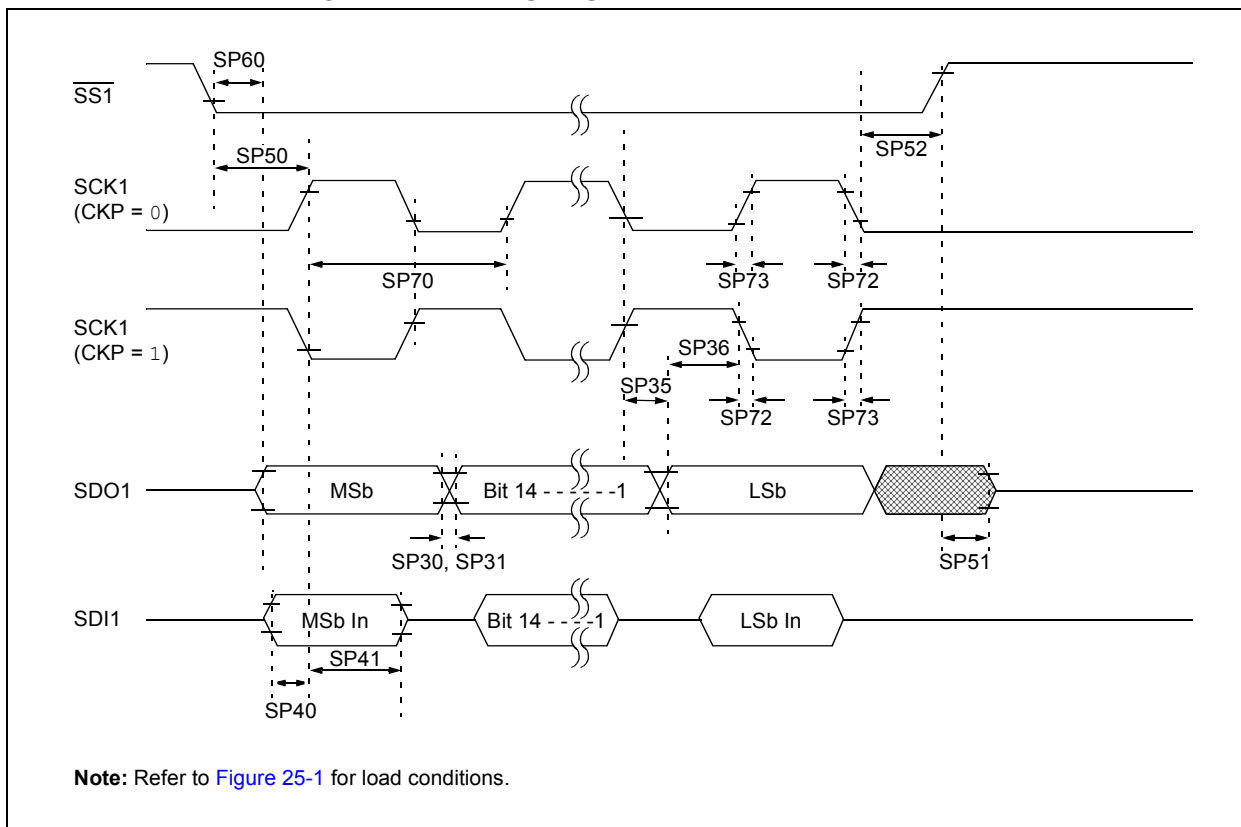 SP60
SS1
SP50
SP52
SCK1
(CKP = 0)
SP70
SP73
SP72
SCK1
(CKP = 1)
SP36
SP35
SP72
SP73
SDO1
MSb
Bit 14 - - - - - -1
LSb
SP30, SP31
SP51
SDI1
MSb In
Bit 14 - - - -1
LSb In
SP41
SP40
Note: Refer to Figure 25-1 for load conditions.